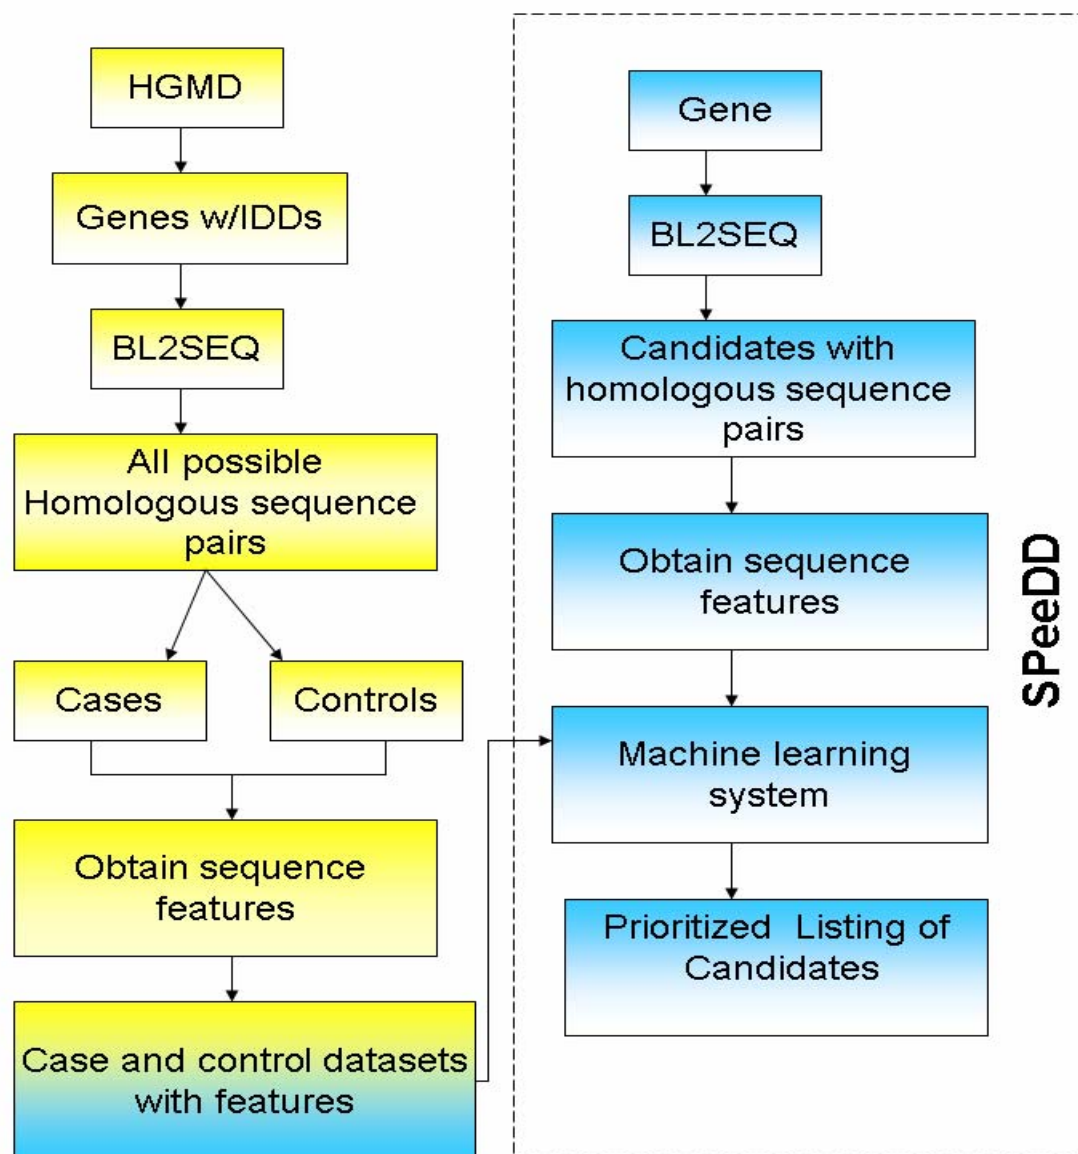 HGMD
Genes w/IDDs
BL2SEQ
All possible
Homologous sequence
pairs
Cases
Controls
Obtain sequence
features
Case and control datasets
with features
Gene
BL2SEQ
Candidates with
homologous sequence
pairs
Obtain sequence
features
Machine learning
system
Prioritized Listing of
Candidates
SPeeDD